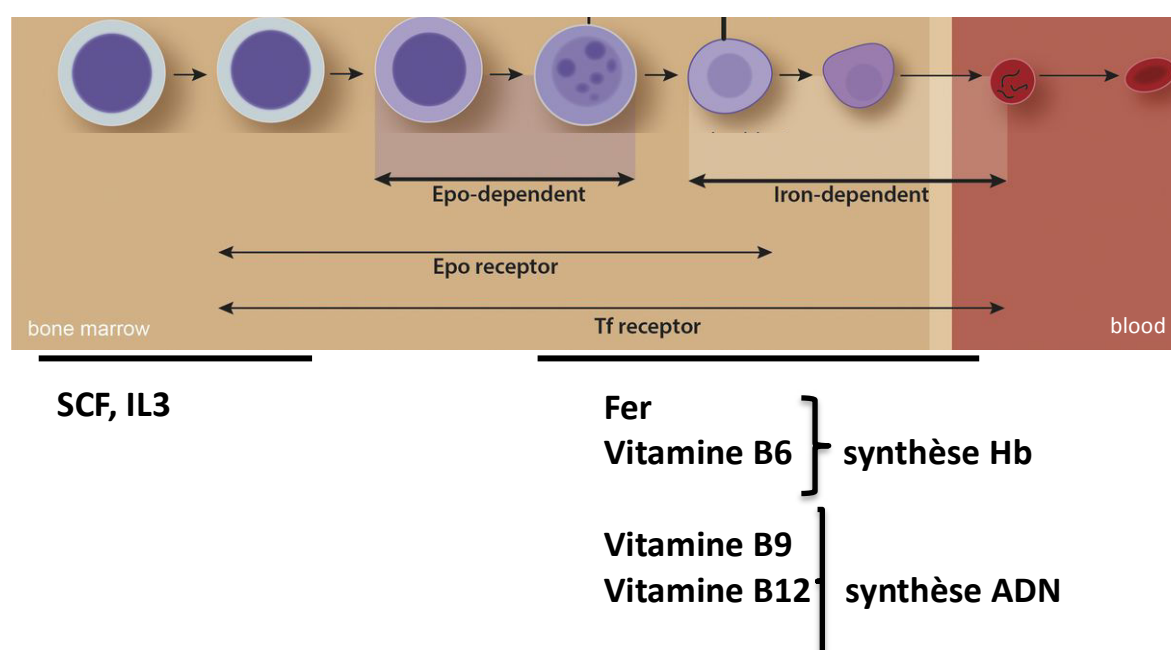 Epo-dependent
Iron-dependent
Epo receptor
Tf receptor
bone marrow
blood
SCF, IL3
Fer
Vitamine B6
synthèse Hb
Vitamine B9
Vitamine B12
synthèse ADN